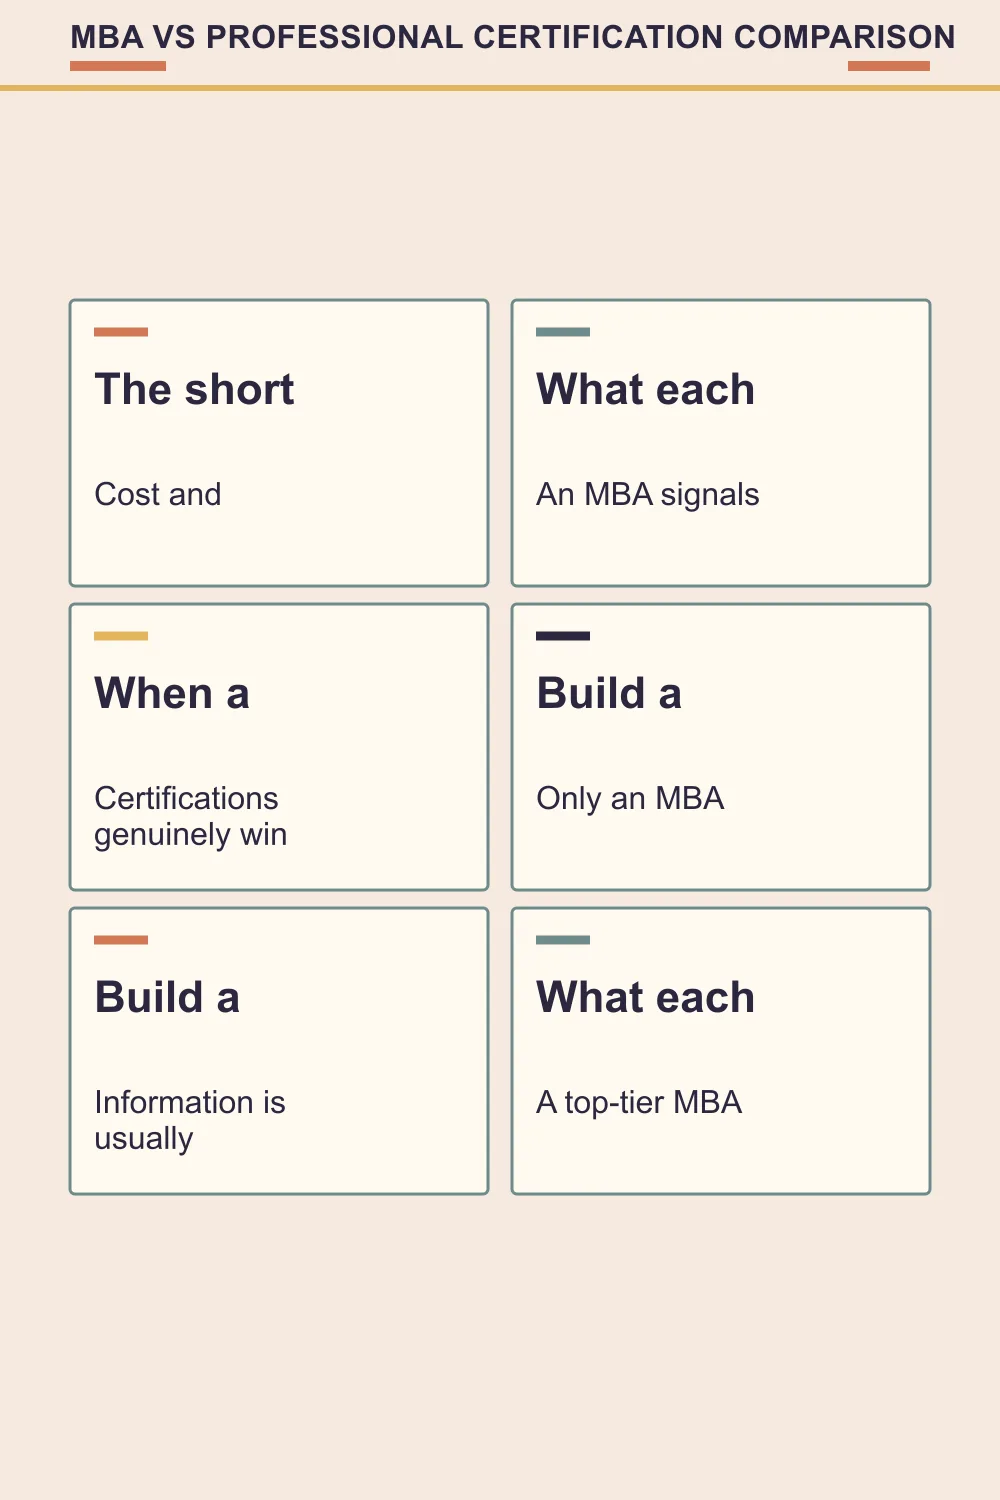 MBA VS PROFESSIONAL CERTIFICATION COMPARISON
The short
Cost and
What each
An MBA signals
When a
Certifications
genuinely win
Build a
Only an MBA
Build a
Information is
usually
What each
A top-tier MBA